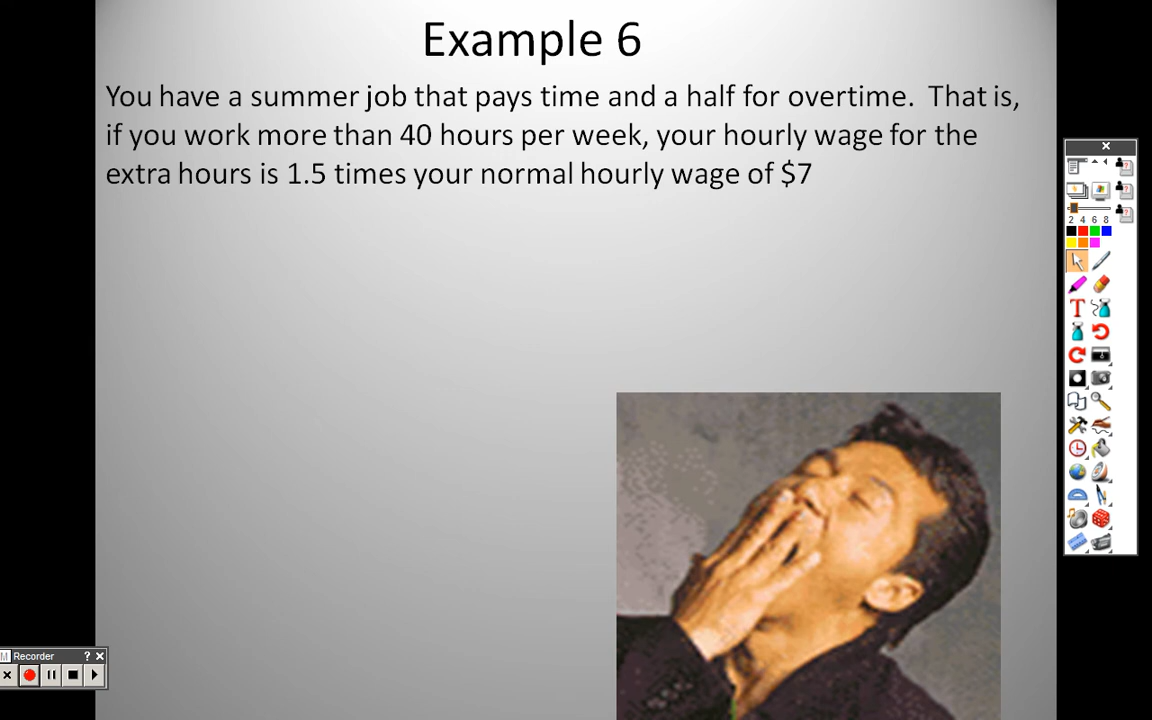 Example 6
You have a summer job that pays time and a half for overtime.  That is,
if you work more than 40 hours per week, your hourly wage for the
extra hours is 1.5 times your normal hourly wage of $7
2 4 6 8
T
M Recorder ?